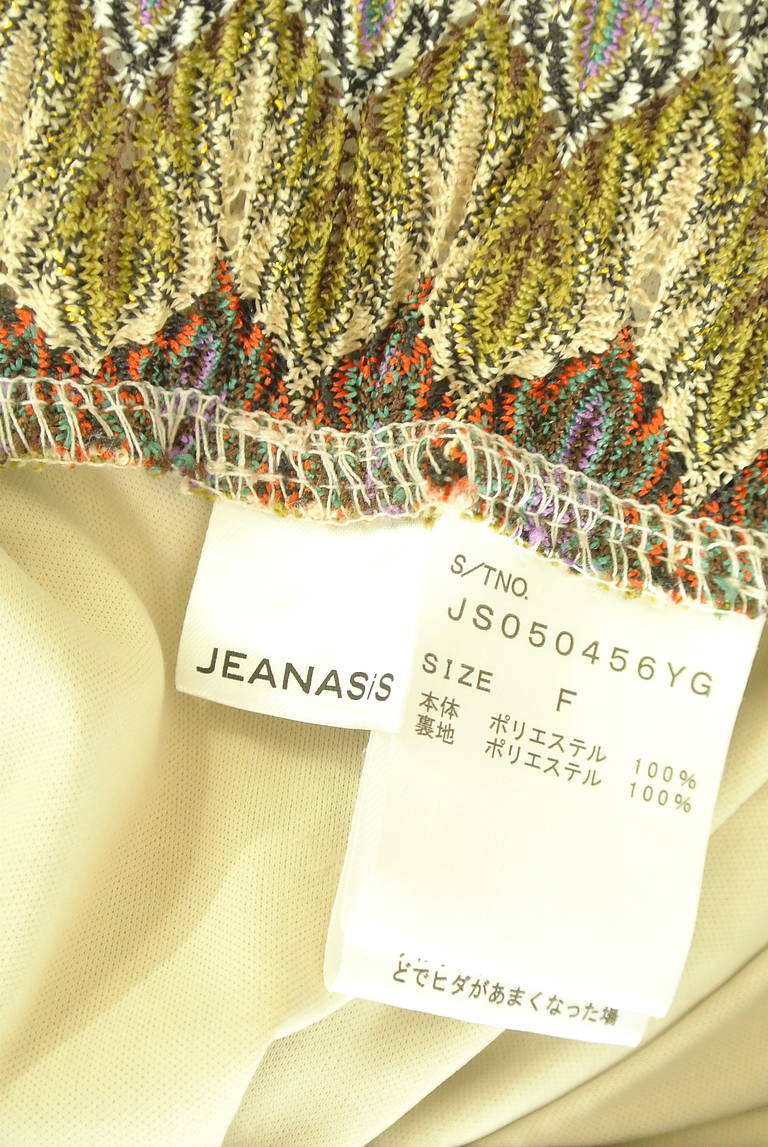 JEANASiS
S/TNO.
JS050456YG
SIZE F
本体 ポリエステル 100%
裏地 ポリエステル 100%
どでヒダがあまくなった場